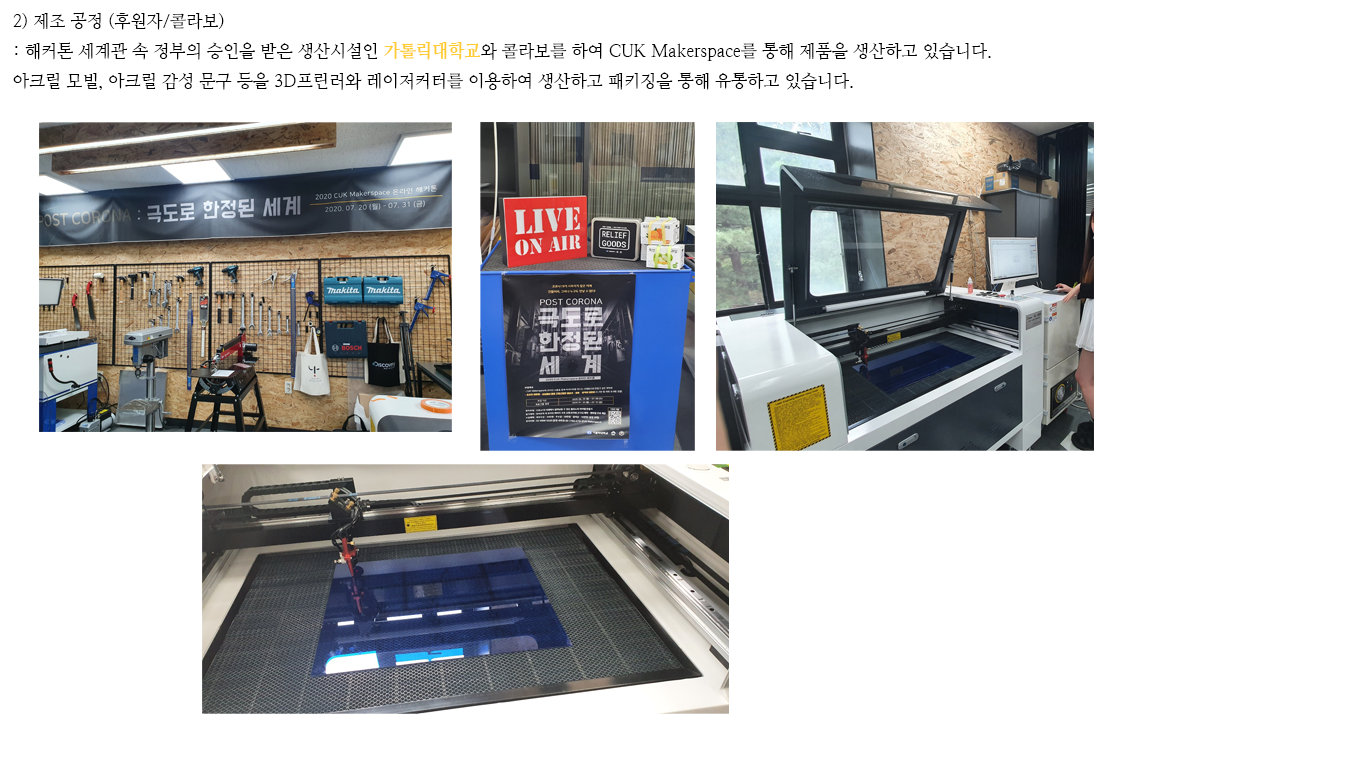 2) 제조 공정 (후원자/콜라보)
: 해커톤 세계관 속 정부의 승인을 받은 생산시설인 가톨릭대학교와 콜라보를 하여 CUK Makerspace를 통해 제품을 생산하고 있습니다.
아크릴 모빌, 아크릴 감성 문구 등을 3D프린러와 레이저커터를 이용하여 생산하고 패키징을 통해 유통하고 있습니다.
2020 CUK Makerspace 온라인 해커톤
POST CORONA : 극도로 한정된 세계
2020. 07. 20 (월) - 07. 31 (금)
makita
makita
BOSCH
DISCOVERY
LIVE
ON AIR
RELIEF
GOODS
POST CORONA
극도로
한정된
세 계